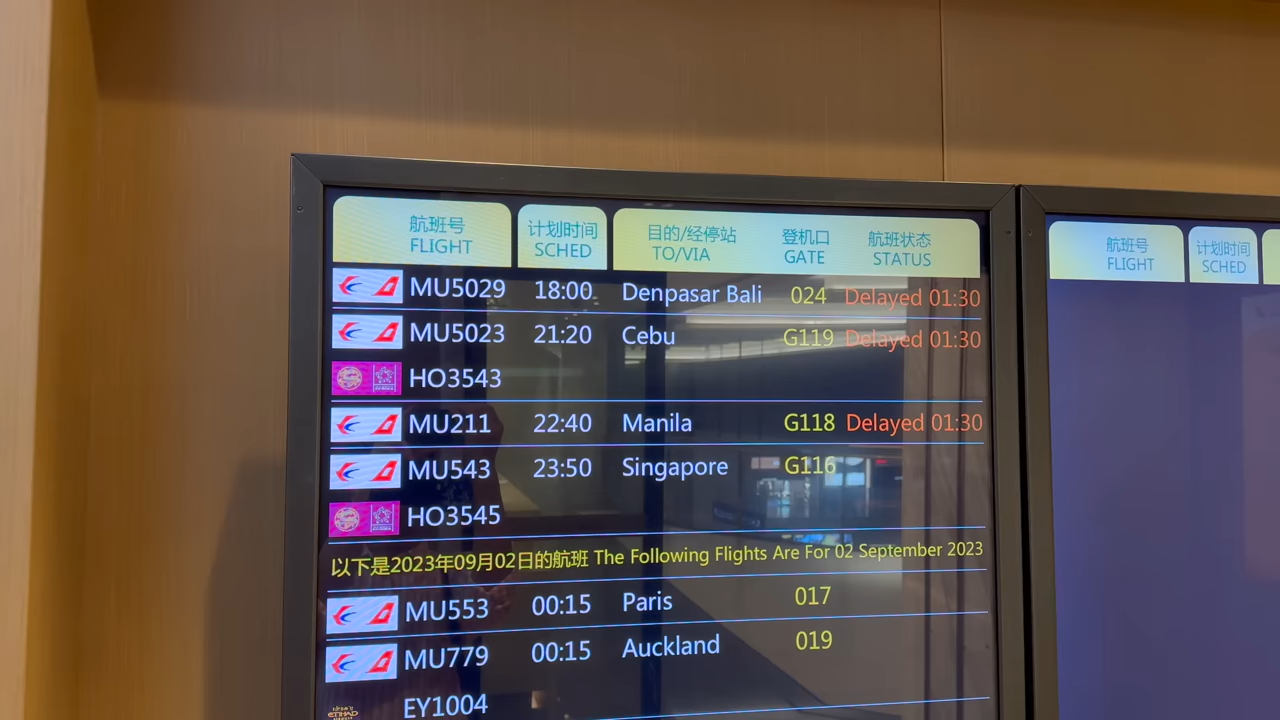 航班号 计划时间 目的/经停站 登机口 航班状态
FLIGHT SCHED TO/VIA GATE STATUS
MU5029 18:00 Denpasar Bali 024 Delayed 01:30
MU5023 21:20 Cebu G119 Delayed 01:30
HO3543
MU211 22:40 Manila G118 Delayed 01:30
MU543 23:50 Singapore G116
HO3545
以下是2023年09月02日的航班 The Following Flights Are For 02 September 2023
MU553 00:15 Paris 017
MU779 00:15 Auckland 019
ETIHAD EY1004
航班号 计划时间
FLIGHT SCHED